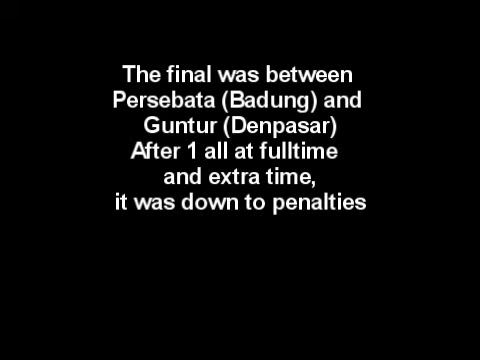 The final was between
Persebata (Badung) and
Guntur (Denpasar)
After 1 all at fulltime
and extra time,
it was down to penalties